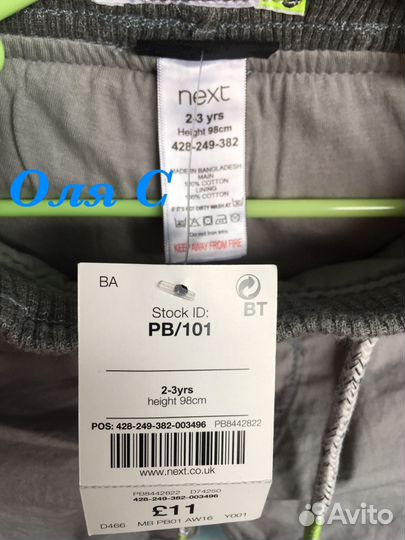 next
2-3 yrs
Height 98cm
428-249-382
MADE IN BANGLADESH
MAIN
100% COTTON
LINING
100% COTTON
KEEP AWAY FROM FIRE
Оля С
BA
Stock ID:
PB/101
BT
2-3yrs
height 98cm
POS: 428-249-382-003496 PB8442822
www.next.co.uk
PB8442822 D74250
428-249-382-003496
£11
D466 MS PB01 AW16 Y001
Avito